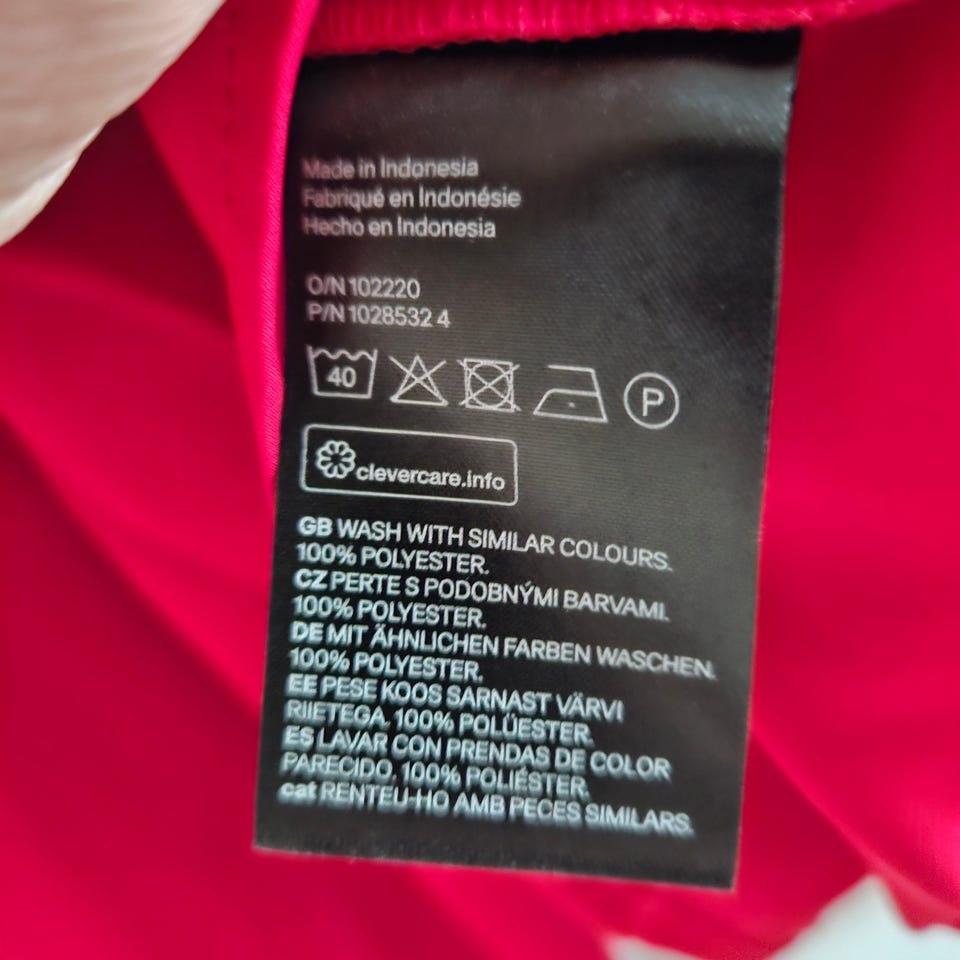 Made in Indonesia
Fabriqué en Indonésie
Hecho en Indonesia
O/N 102220
P/N 1028532 4
40 P
clevercare.info
GB WASH WITH SIMILAR COLOURS.
100% POLYESTER.
CZ PERTE S PODOBNÝMI BARVAMI.
100% POLYESTER.
DE MIT ÄHNLICHEN FARBEN WASCHEN.
100% POLYESTER.
EE PESE KOOS SARNAST VÄRVI
RIIETEGA. 100% POLÜESTER.
ES LAVAR CON PRENDAS DE COLOR
PARECIDO. 100% POLIÉSTER.
cat RENTEU-HO AMB PECES SIMILARS.